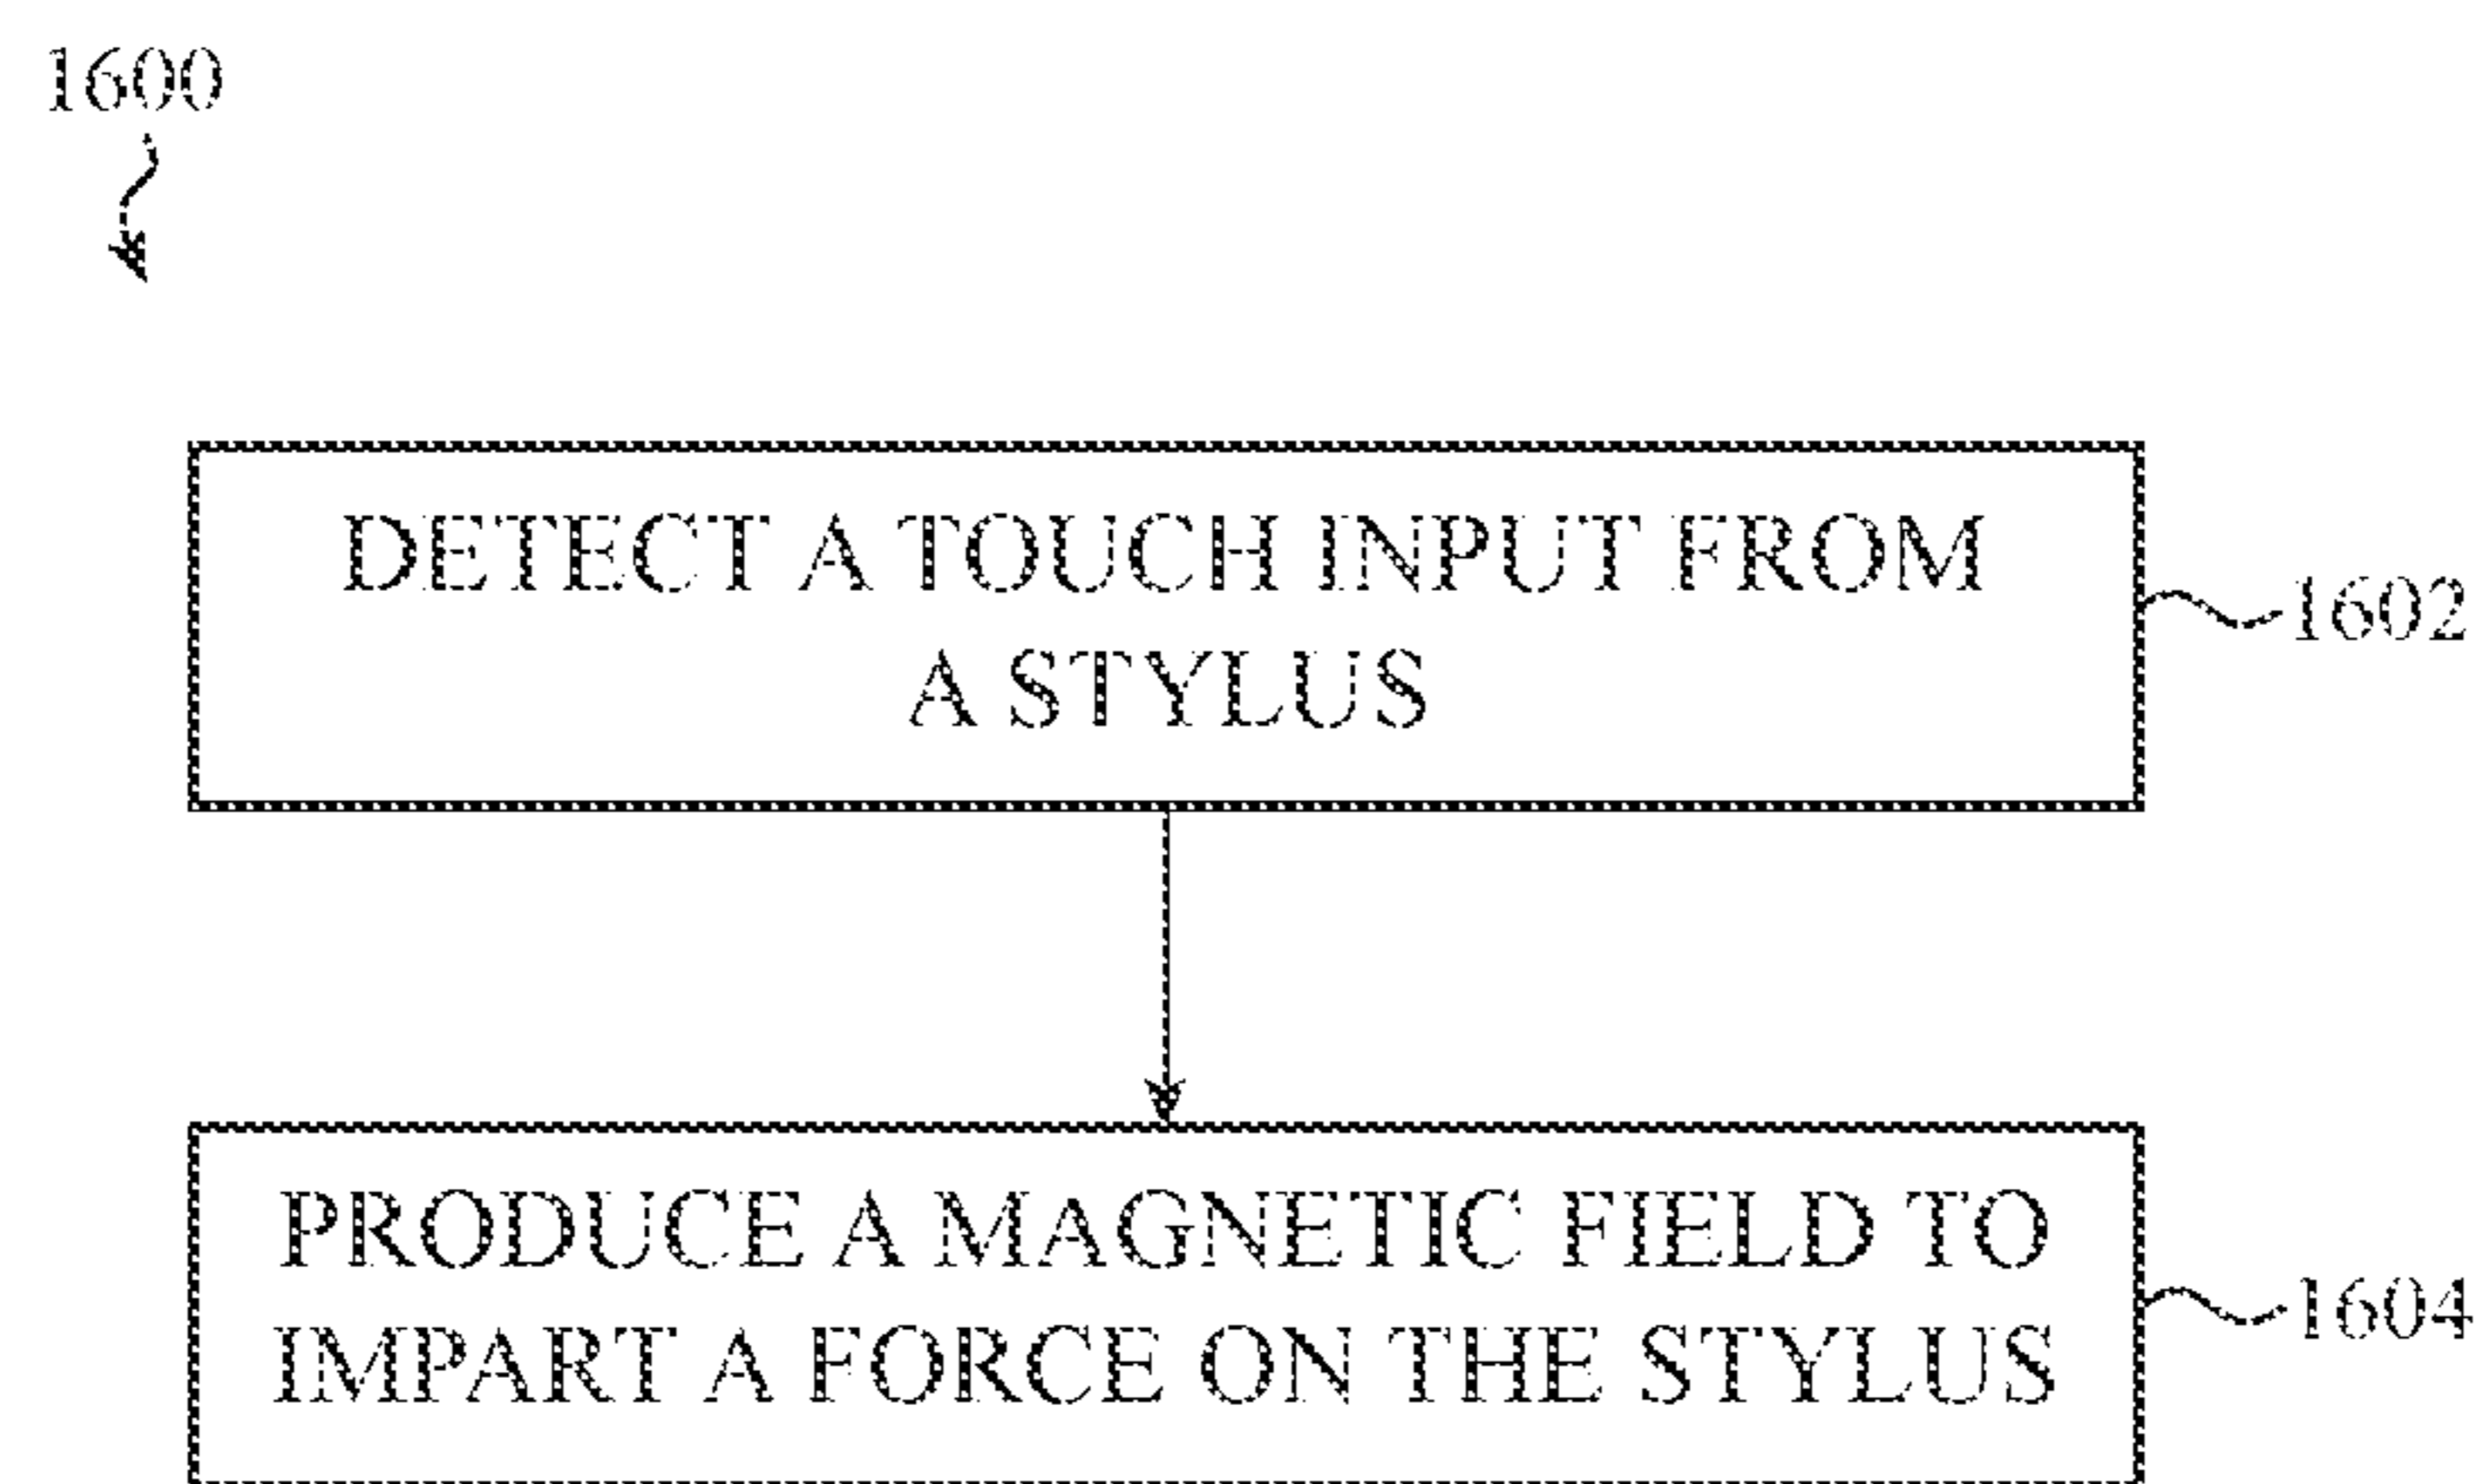 1600
DETECT A TOUCH INPUT FROM
A STYLUS
1602
PRODUCE A MAGNETIC FIELD TO
IMPART A FORCE ON THE STYLUS
1604